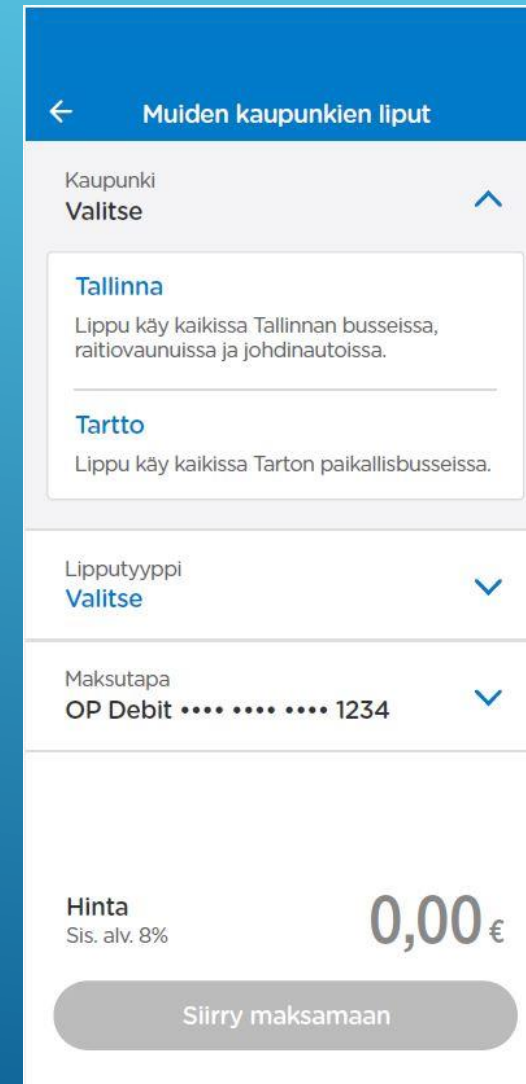 Muiden kaupunkien liput
Kaupunki
Valitse
Tallinna
Lippu käy kaikissa Tallinnan busseissa,
raitiovaunuissa ja johdinautoissa.
Tartto
Lippu käy kaikissa Tarton paikallisbusseissa.
Lipputyyppi
Valitse
Maksutapa
OP Debit •••• •••• •••• 1234
Hinta
Sis. alv. 8%
0,00 €
Siirry maksamaan